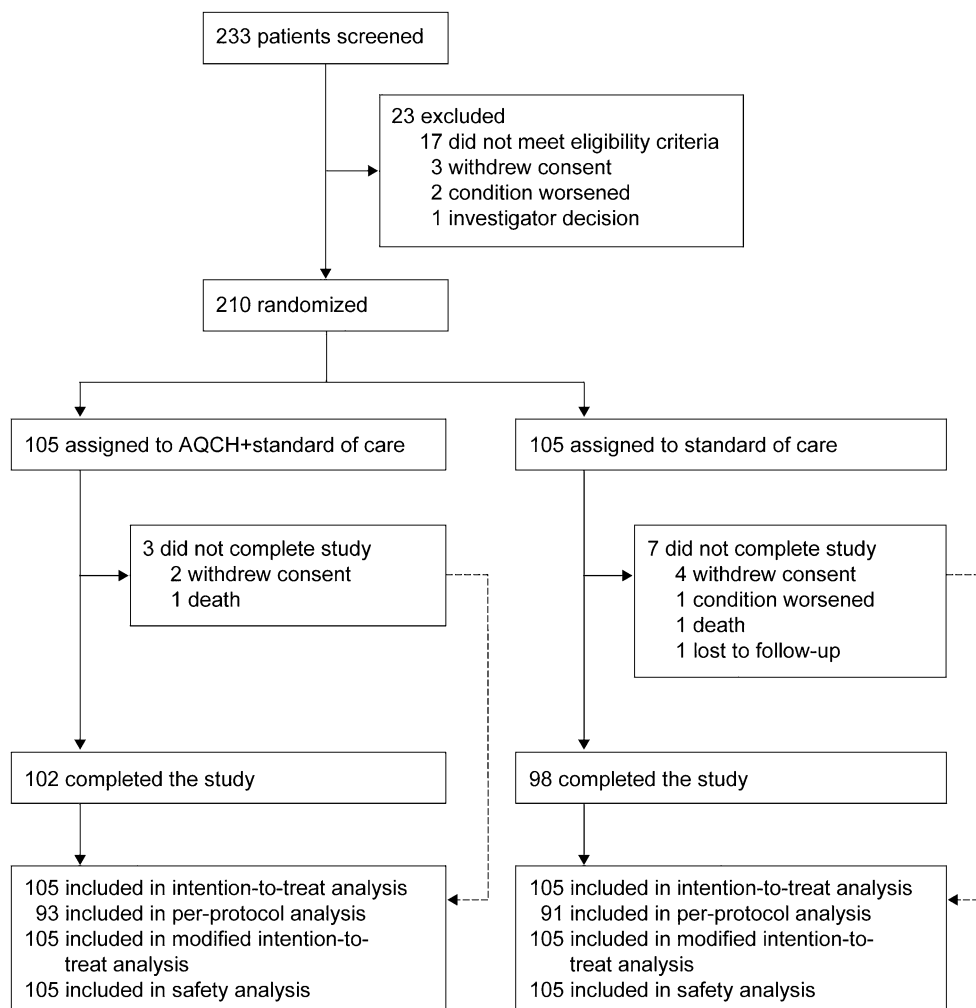 233 patients screened
23 excluded
17 did not meet eligibility criteria
3 withdrew consent
2 condition worsened
1 investigator decision
210 randomized
105 assigned to AQCH+standard of care
105 assigned to standard of care
3 did not complete study
2 withdrew consent
1 death
7 did not complete study
4 withdrew consent
1 condition worsened
1 death
1 lost to follow-up
102 completed the study
98 completed the study
105 included in intention-to-treat analysis
93 included in per-protocol analysis
105 included in modified intention-to-
treat analysis
105 included in safety analysis
105 included in intention-to-treat analysis
91 included in per-protocol analysis
105 included in modified intention-to-
treat analysis
105 included in safety analysis